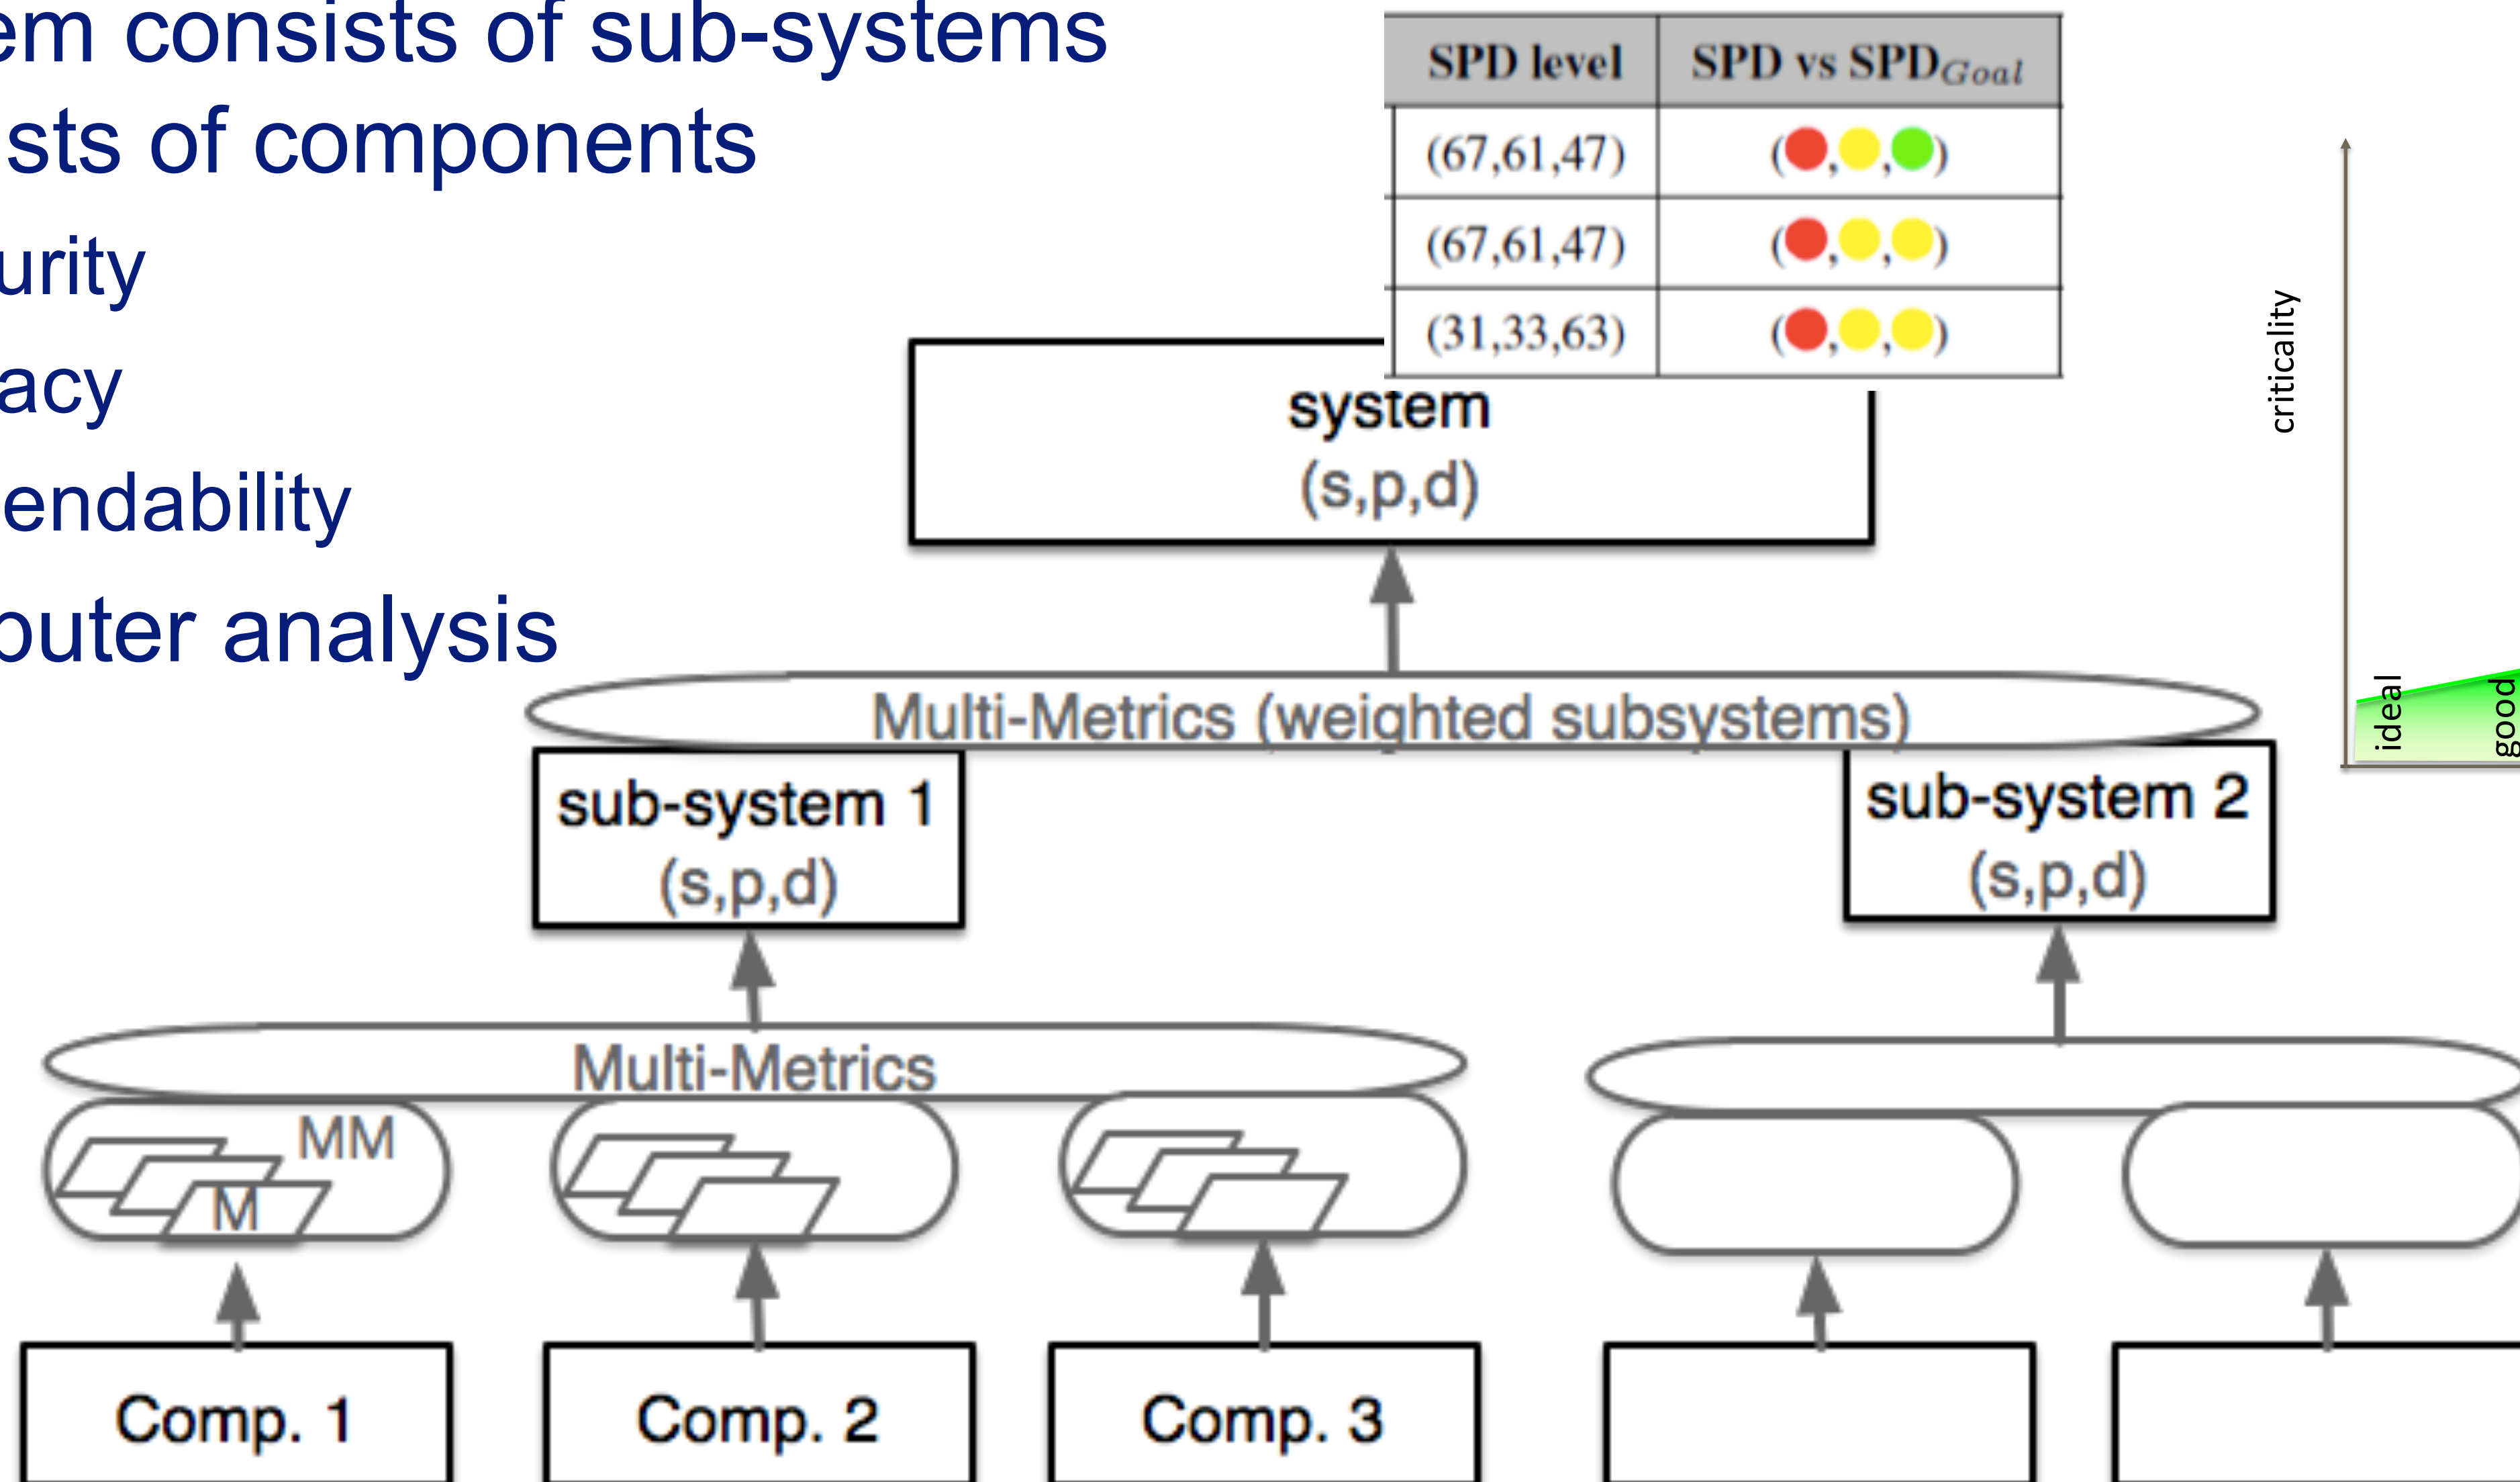 em consists of sub-systems
sts of components
urity
acy
endability
puter analysis
SPD level SPD vs SPD_Goal
(67,61,47) (🔴,🟡,🟢)
(67,61,47) (🔴,🟡,🟡)
(31,33,63) (🔴,🟡,🟡)
criticality
ideal
good
system
(s,p,d)
Multi-Metrics (weighted subsystems)
sub-system 1
(s,p,d)
sub-system 2
(s,p,d)
Multi-Metrics
MM
M
Comp. 1
Comp. 2
Comp. 3